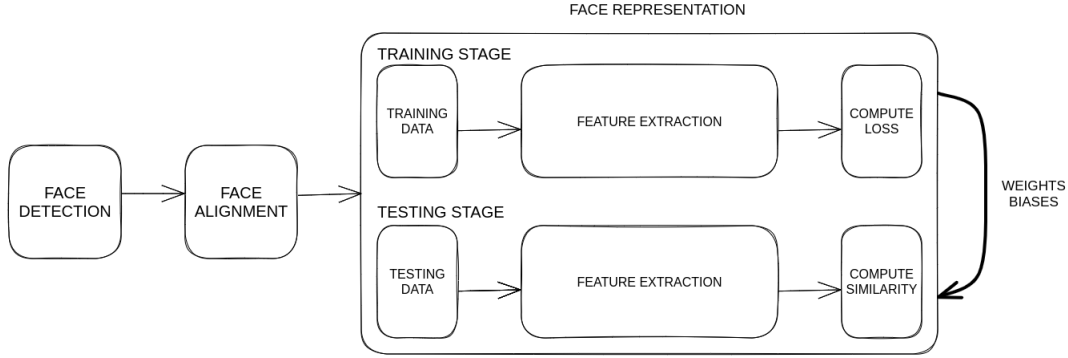 FACE REPRESENTATION
TRAINING STAGE
TRAINING
DATA
FEATURE EXTRACTION
COMPUTE
LOSS
FACE
DETECTION
FACE
ALIGNMENT
WEIGHTS
BIASES
TESTING STAGE
TESTING
DATA
FEATURE EXTRACTION
COMPUTE
SIMILARITY